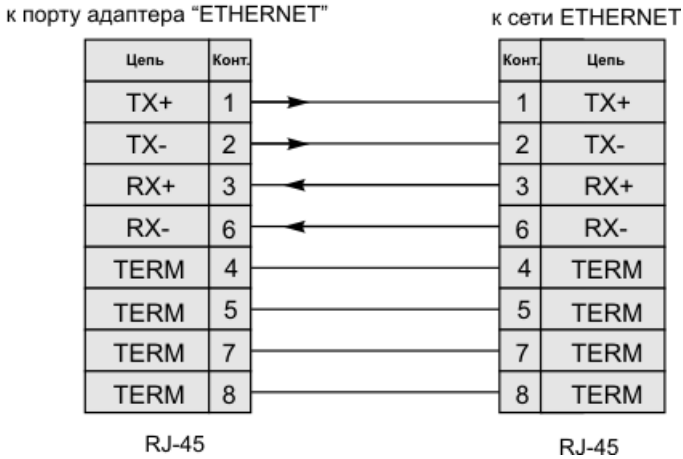 к порту адаптера “ETHERNET” к сети ETHERNET
Цепь Конт. Конт. Цепь
TX+ 1 1 TX+
TX- 2 2 TX-
RX+ 3 3 RX+
RX- 6 6 RX-
TERM 4 4 TERM
TERM 5 5 TERM
TERM 7 7 TERM
TERM 8 8 TERM
RJ-45 RJ-45